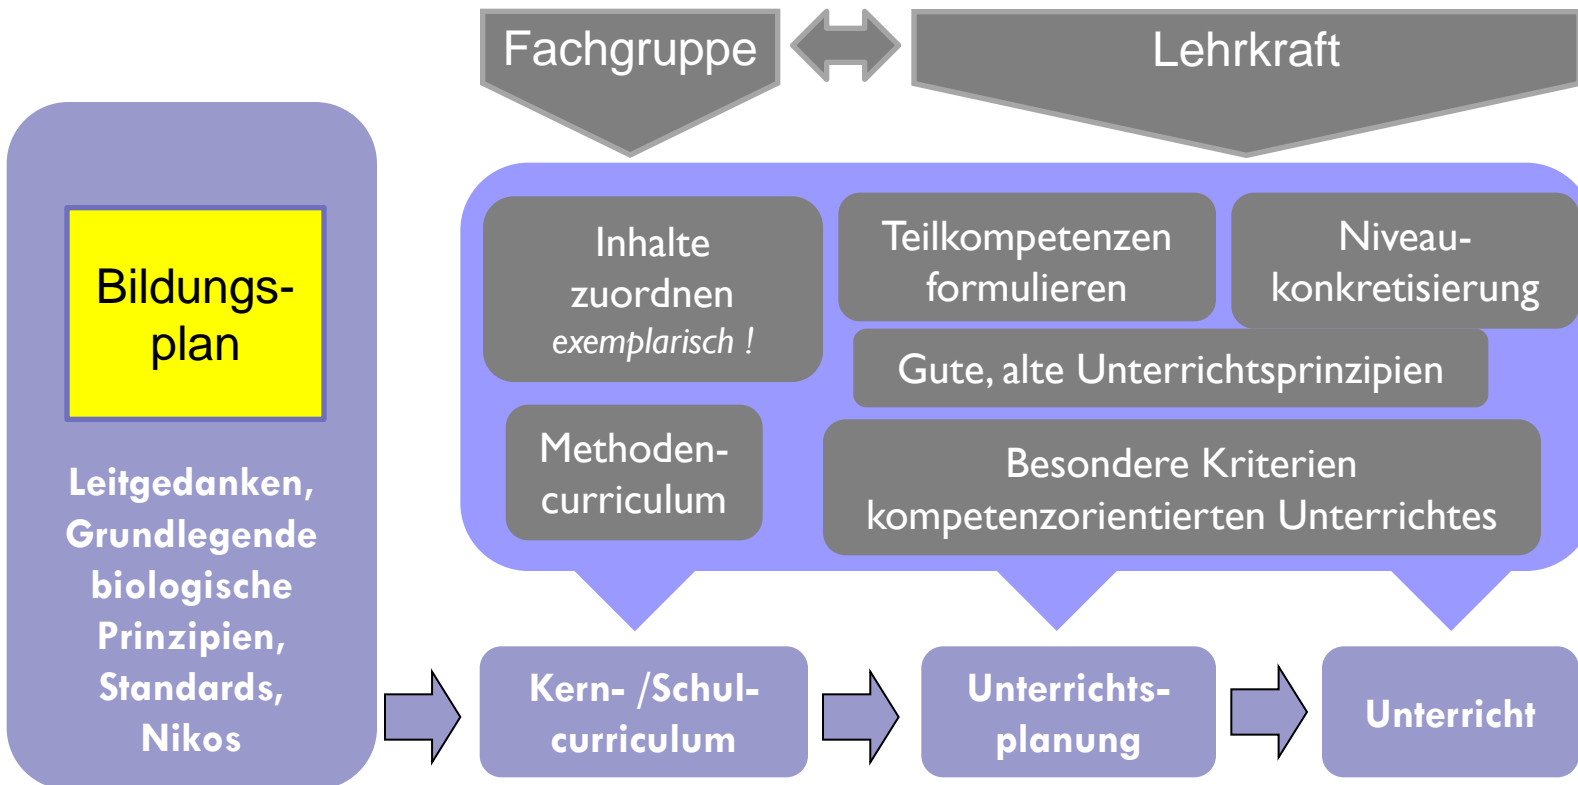 Fachgruppe
Lehrkraft
Bildungs-
plan
Leitgedanken,
Grundlegende
biologische
Prinzipien,
Standards,
Nikos
Inhalte
zuordnen
exemplarisch !
Methoden-
curriculum
Teilkompetenzen
formulieren
Niveau-
konkretisierung
Gute, alte Unterrichtsprinzipien
Besondere Kriterien
kompetenzorientierten Unterrichtes
Kern- /Schul-
curriculum
Unterrichts-
planung
Unterricht